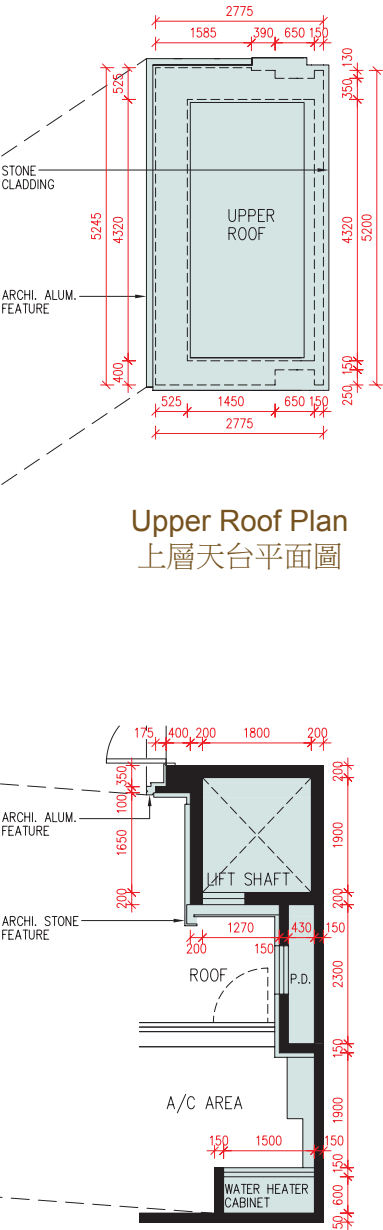 2775
1585 390 650 150
525
130
350
STONE
CLADDING
5245
4320
UPPER
ROOF
4320
5200
ARCHI. ALUM.
FEATURE
400
150
250
525 1450 650 150
2775
Upper Roof Plan
上層天台平面圖
175 400 200 1800 200
350
200
100
ARCHI. ALUM.
FEATURE
1650
1900
LIFT SHAFT
200
200
ARCHI. STONE
FEATURE
1270 430 150
200 150
ROOF
P.D.
2300
150
A/C AREA
1900
150 1500 150
150
WATER HEATER
CABINET
600